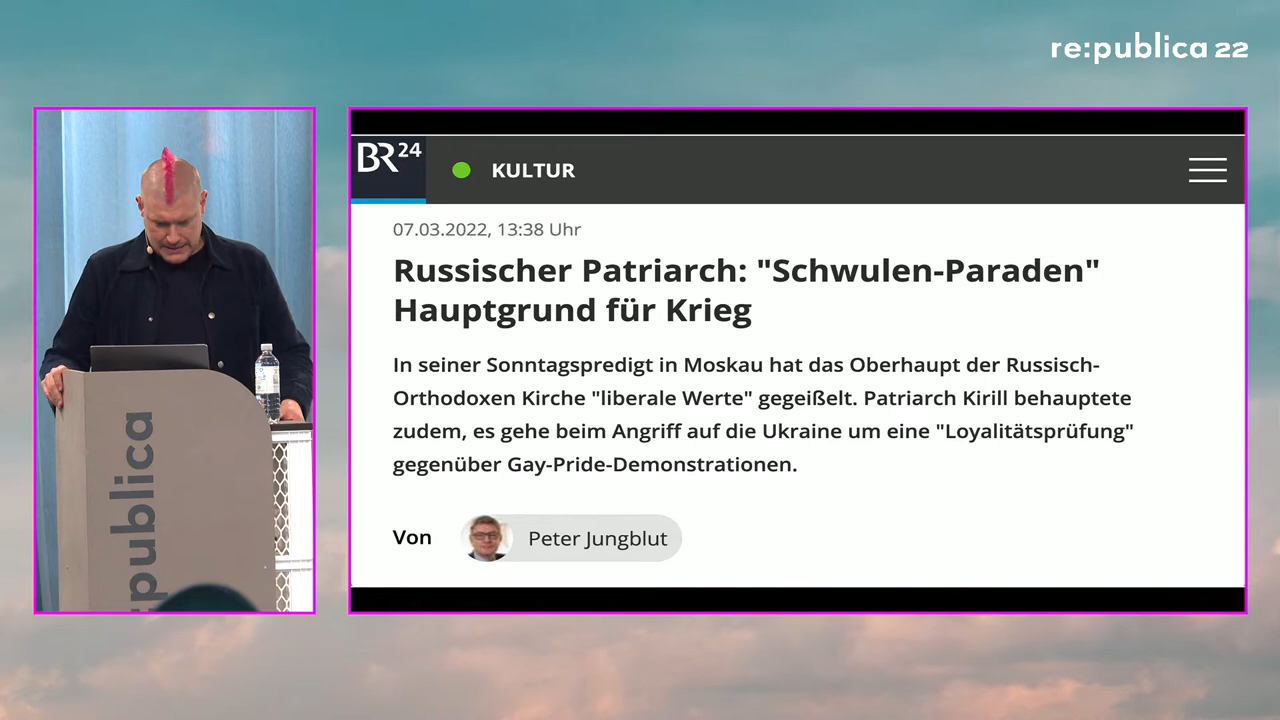 re:publica 22
BR24
KULTUR
07.03.2022, 13:38 Uhr
Russischer Patriarch: "Schwulen-Paraden"
Hauptgrund für Krieg
In seiner Sonntagspredigt in Moskau hat das Oberhaupt der Russisch-
Orthodoxen Kirche "liberale Werte" gegeißelt. Patriarch Kirill behauptete
zudem, es gehe beim Angriff auf die Ukraine um eine "Loyalitätsprüfung"
gegenüber Gay-Pride-Demonstrationen.
Von Peter Jungblut
:publica